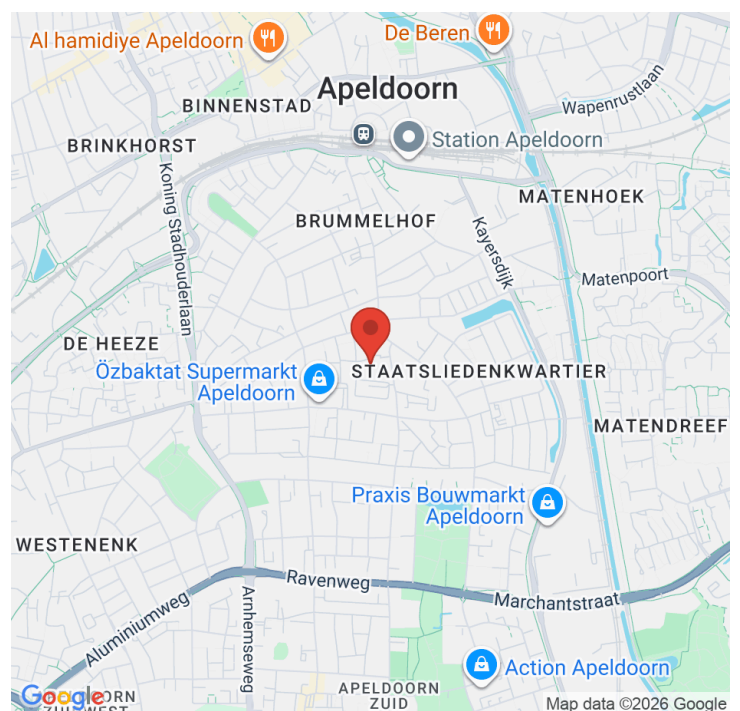 De Beren
Al hamidiye Apeldoorn
Apeldoorn
BINNENSTAD
Wapenrustlaan
Station Apeldoorn
BRINKHORST
MATENHOEK
BRUMMELHOF
Koning Stadhouderlaan
Kayersdijk
Matenpoort
DE HEEZE
Özbaktat Supermarkt
Apeldoorn
STAATSLIEDENKWARTIER
MATENDREEF
Praxis Bouwmarkt
Apeldoorn
WESTENENK
Ravenweg
Marchantstraat
Aluminiumweg
Arnhemseweg
Action Apeldoorn
APELDOORN
ZUID
Google
Map data ©2026 Google